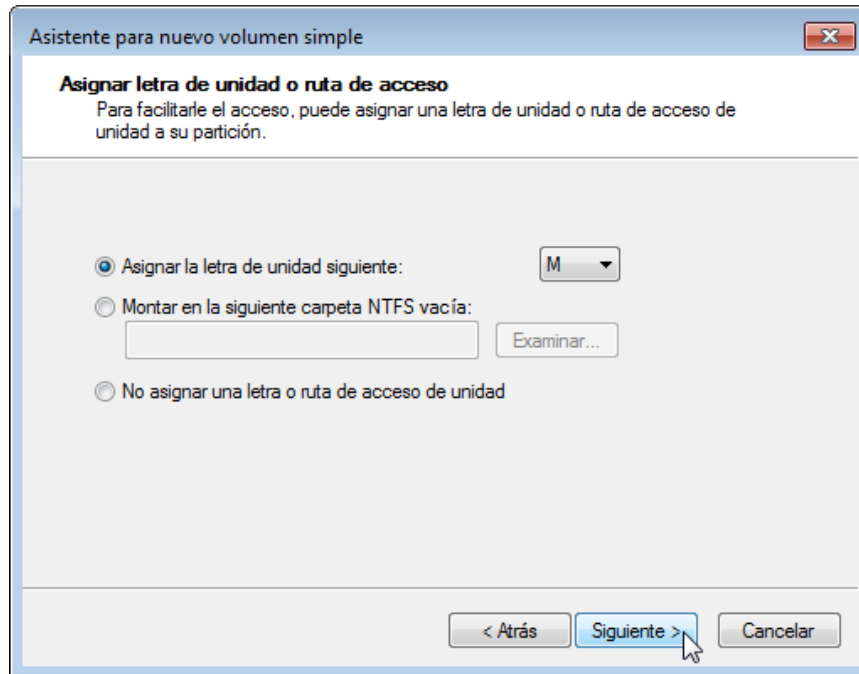 Asistente para nuevo volumen simple
Asignar letra de unidad o ruta de acceso
Para facilitarle el acceso, puede asignar una letra de unidad o ruta de acceso de
unidad a su partición.
Asignar la letra de unidad siguiente:
M
Montar en la siguiente carpeta NTFS vacía:
Examinar...
No asignar una letra o ruta de acceso de unidad
< Atrás
Siguiente >
Cancelar